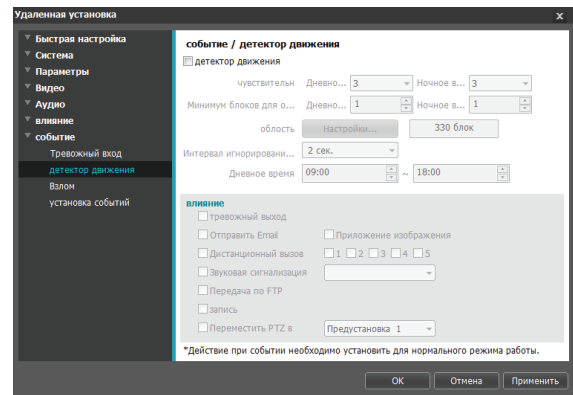 Удаленная установка
x
Быстрая настройка
Система
Параметры
Видео
Аудио
влияние
событие
Тревожный вход
детектор движения
Взлом
установка событий
событие / детектор движения
детектор движения
чувствительн Дневно... 3 Ночное в... 3
Минимум блоков для о... Дневно... 1 Ночное в... 1
облость Настройки... 330 блок
Интервал игнорировани... 2 сек.
Дневное время 09:00 ~ 18:00
влияние
тревожный выход
Отправить Email Приложение изображения
Дистанционный вызов 1 2 3 4 5
Звуковая сигнализация
Передача по FTP
запись
Переместить PTZ в Предустановка 1
*Действие при событии необходимо установить для нормального режима работы.
OK Отмена Применить